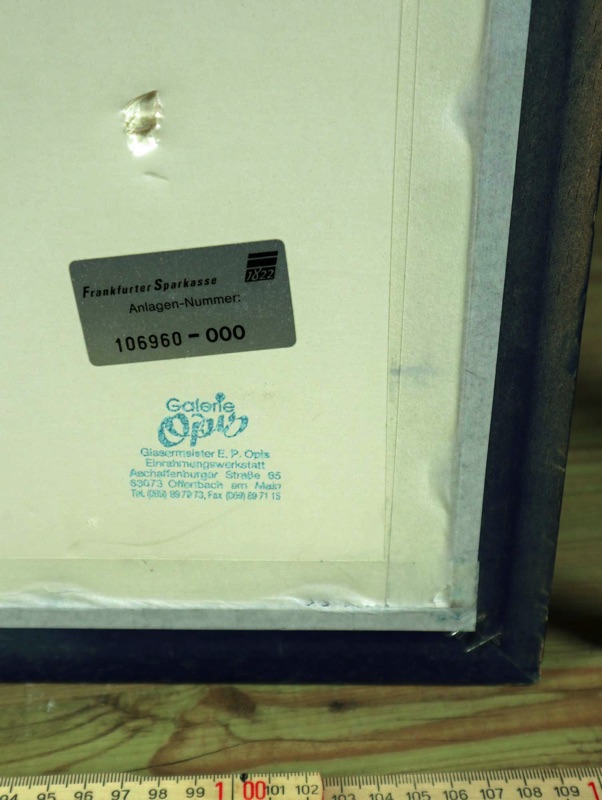 Frankfurter Sparkasse
1822
Anlagen-Nummer:
106960 - 000
Galerie
Opis
Glasermeister E. P. Opis
Einrahmungswerkstatt
Aschaffenburger Straße 95
63073 Offenbach am Main
Tel. (069) 89 72 73, Fax (069) 89 71 15
94 95 96 97 98 99 100 101 102 103 104 105 106 107 108 109